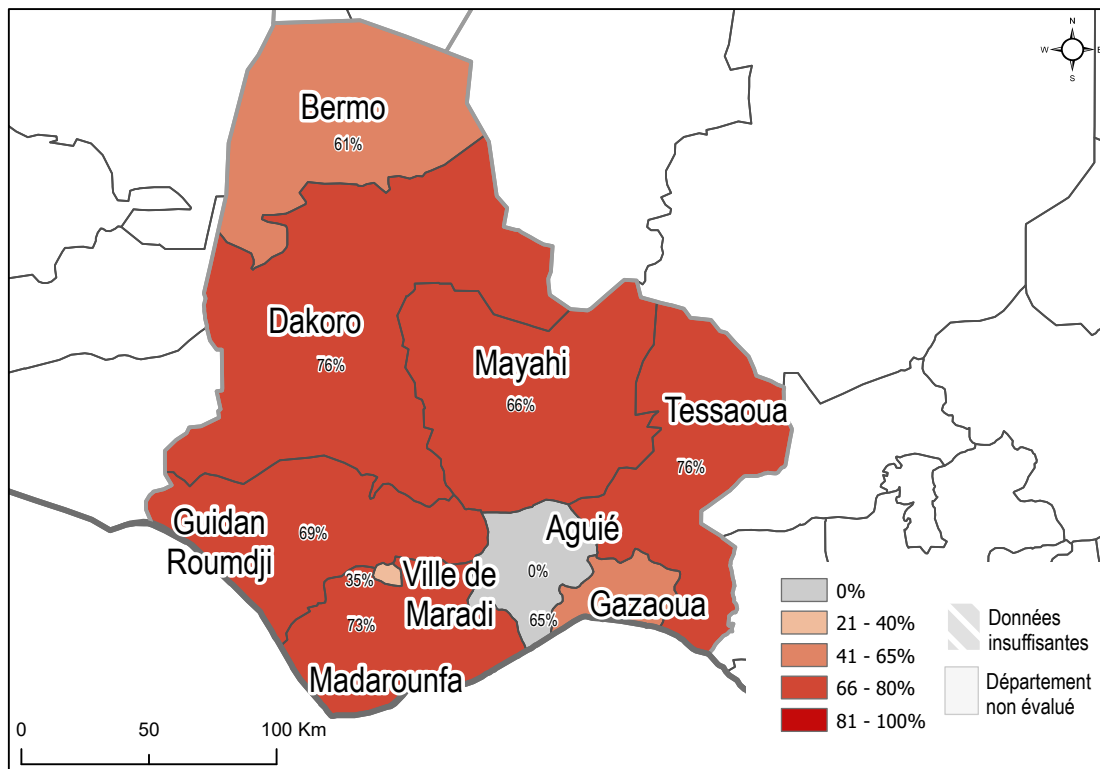 N
W E
S
Bermo
61%
Dakoro
76%
Mayahi
66%
Tessaoua
76%
Guidan
Roumdji
69%
Aguié
0%
Ville de
Maradi
35%
Gazaoua
65%
73%
Madarounfa
0%
21 - 40%
41 - 65%
66 - 80%
81 - 100%
Données
insuffisantes
Département
non évalué
0 50 100 Km